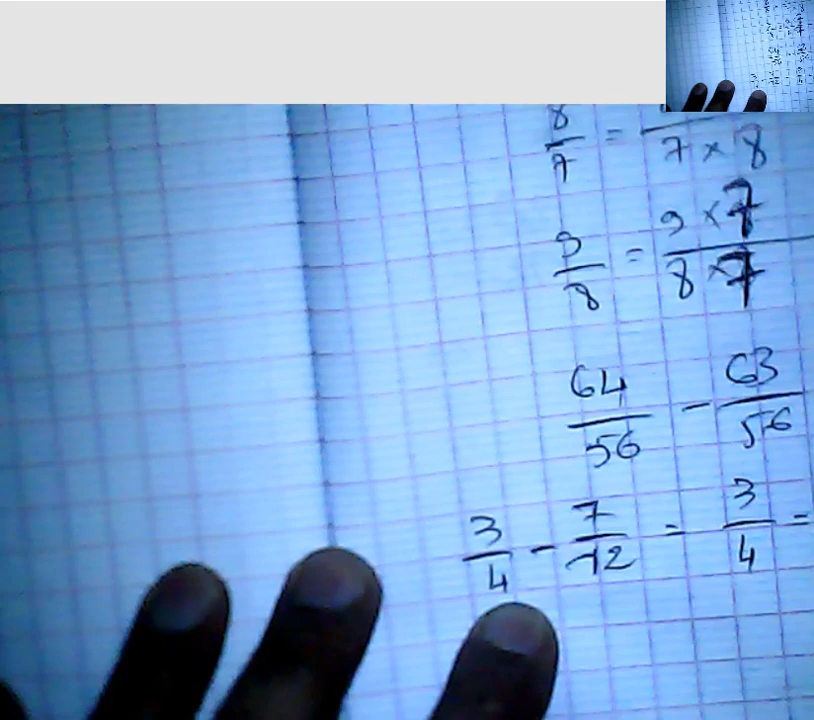 8/7 = /7 × 8
9/8 = 9 × 7/8 × 7
64/56 - 63/56
3/4 - 7/12 = 3/4 =